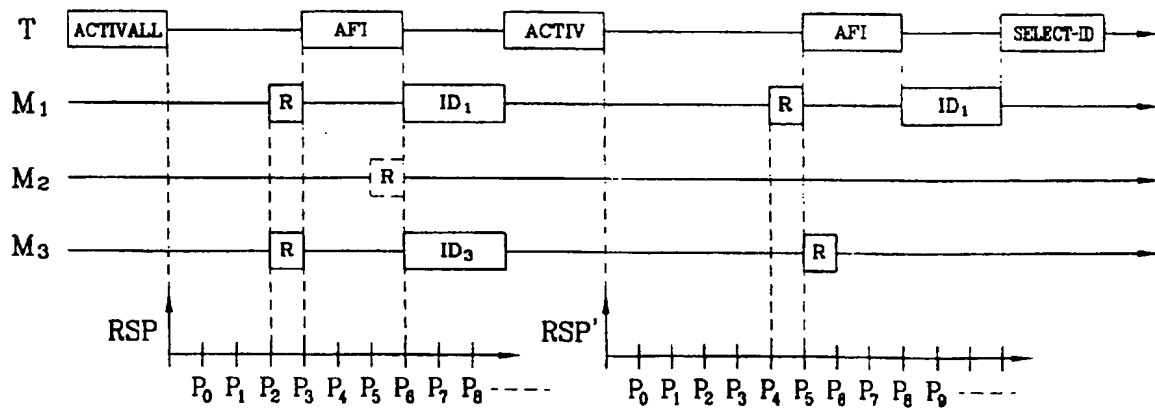 T ACTIVALL AFI ACTIV AFI SELECT-ID
M₁ R ID₁ R ID₁
M₂ R
M₃ R ID₃ R
RSP RSP'
P₀ P₁ P₂ P₃ P₄ P₅ P₆ P₇ P₈ P₀ P₁ P₂ P₃ P₄ P₅ P₆ P₇ P₈ P₉